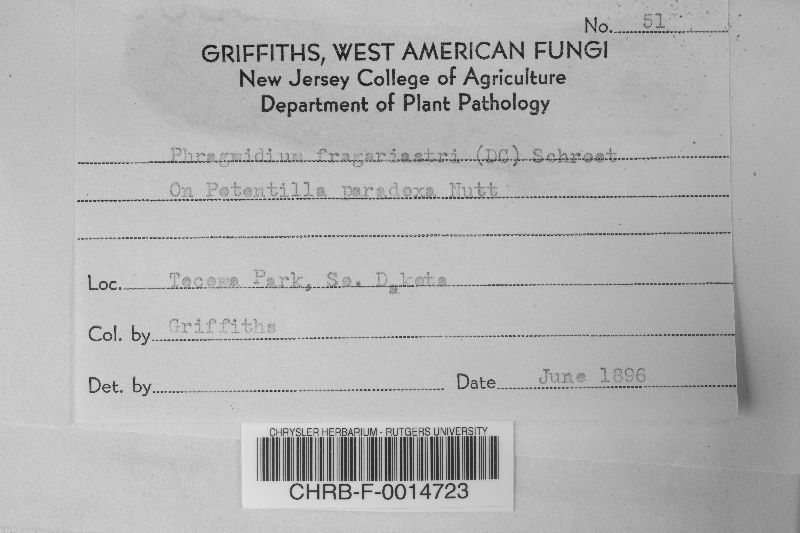 No. 51
GRIFFITHS, WEST AMERICAN FUNGI
New Jersey College of Agriculture
Department of Plant Pathology
Phragmidium fragariastri (DC) Schroet
On Potentilla paradoxa Nutt
Loc. Tecoma Park, So. Dakota
Col. by Griffiths
Det. by
Date June 1896
CHRYSLER HERBARIUM - RUTGERS UNIVERSITY
CHRB-F-0014723